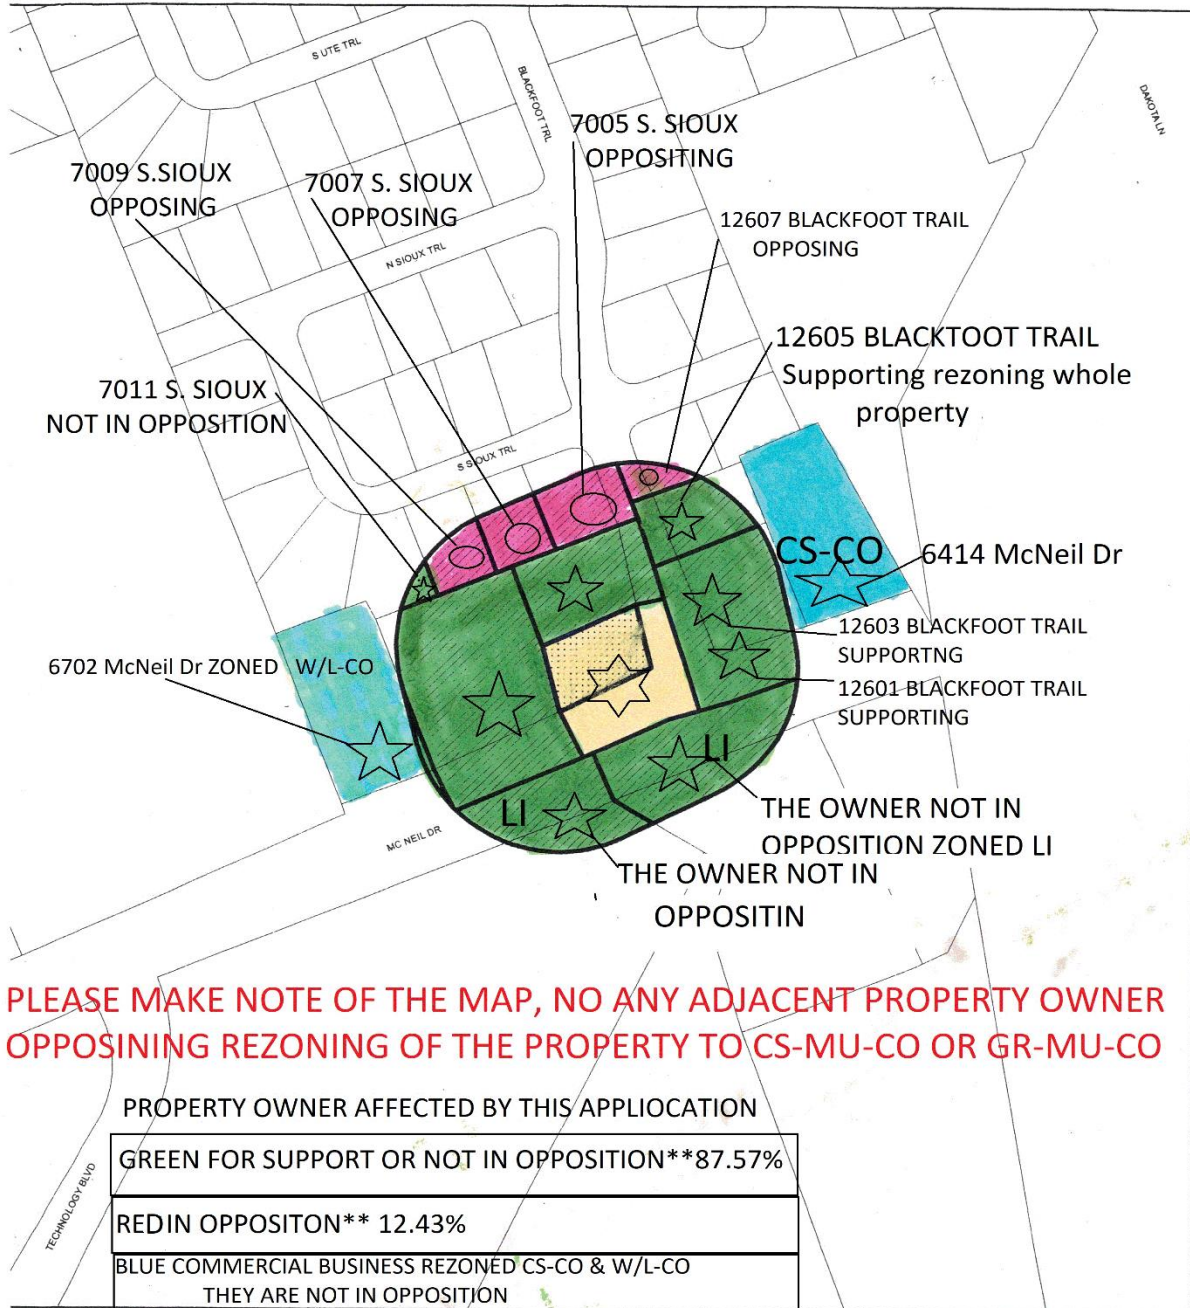 S UTE TRL
BLACKFOOT TRL
DAKOTA LN
7005 S. SIOUX
OPPOSITING
7009 S.SIOUX
OPPOSING
7007 S. SIOUX
OPPOSING
12607 BLACKFOOT TRAIL
OPPOSING
N SIOUX TRL
12605 BLACKTOOT TRAIL
Supporting rezoning whole
property
7011 S. SIOUX
NOT IN OPPOSITION
S SIOUX TRL
CS-CO
6414 McNeil Dr
12603 BLACKFOOT TRAIL
SUPPORTNG
6702 McNeil Dr ZONED W/L-CO
12601 BLACKFOOT TRAIL
SUPPORTING
LI
LI
MC NEIL DR
THE OWNER NOT IN
OPPOSITION ZONED LI
THE OWNER NOT IN
OPPOSITIN
PLEASE MAKE NOTE OF THE MAP, NO ANY ADJACENT PROPERTY OWNER
OPPOSINING REZONING OF THE PROPERTY TO CS-MU-CO OR GR-MU-CO
PROPERTY OWNER AFFECTED BY THIS APPLIOCATION
GREEN FOR SUPPORT OR NOT IN OPPOSITION**87.57%
REDIN OPPOSITON** 12.43%
BLUE COMMERCIAL BUSINESS REZONED CS-CO & W/L-CO
THEY ARE NOT IN OPPOSITION
TECHNOLOGY BLVD